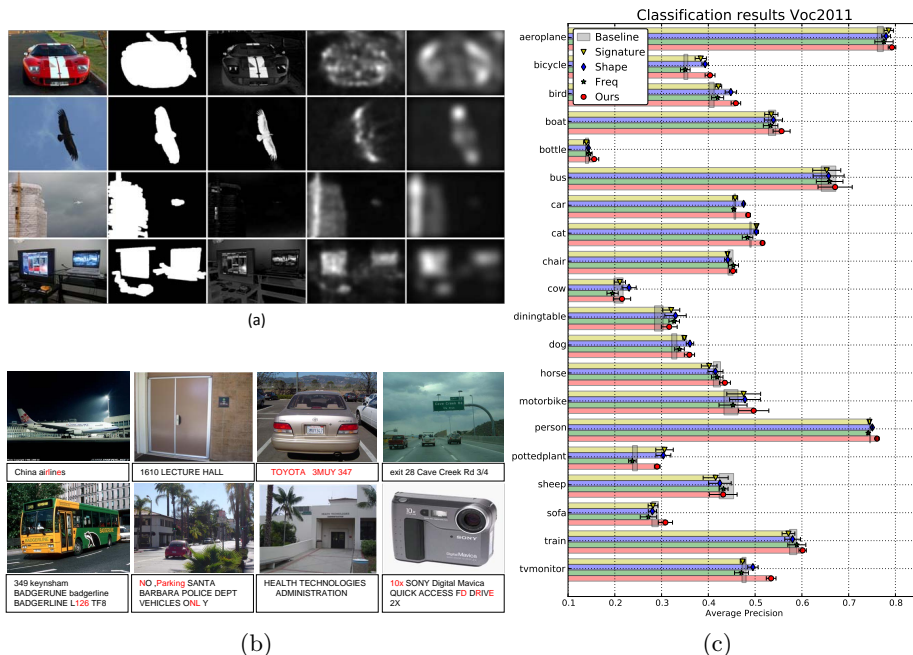 (a)
China airlines
1610 LECTURE HALL
TOYOTA 3MUY 347
exit 28 Cave Creek Rd 3/4
349 keynsham
BADGERUNE badgerline
BADGERLINE L126 TF8
NO ,Parking SANTA
BARBARA POLICE DEPT
VEHICLES ONL Y
HEALTH TECHNOLOGIES
ADMINISTRATION
SONY
10x SONY Digital Mavica
QUICK ACCESS FD DRIVE
2X
(b)
Classification results Voc2011
Baseline
Signature
Shape
Freq
Ours
aeroplane
bicycle
bird
boat
bottle
bus
car
cat
chair
cow
diningtable
dog
horse
motorbike
person
pottedplant
sheep
sofa
train
tvmonitor
0.1 0.2 0.3 0.4 0.5 0.6 0.7 0.8
Average Precision
(c)